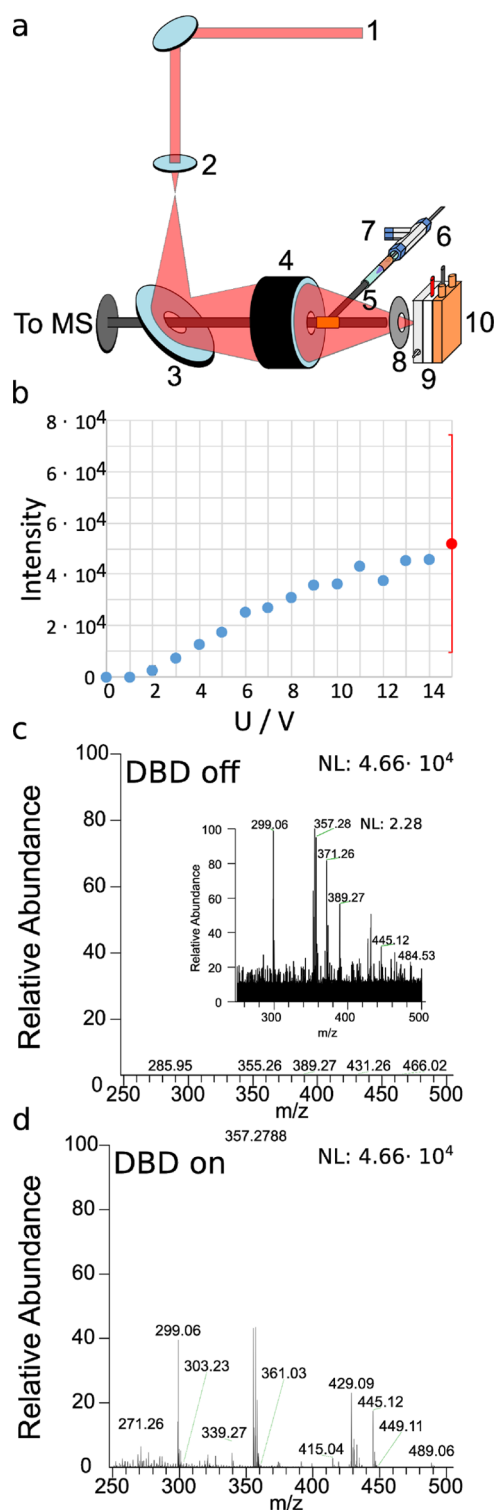 a
1
2
4
7
6
5
To MS
3
8
9
10
b
8 · 10⁴
6 · 10⁴
4 · 10⁴
2 · 10⁴
0
Intensity
0 2 4 6 8 10 12 14
U / V
c
DBD off
NL: 4.66· 10⁴
100
80
60
40
20
0
Relative Abundance
299.06
357.28
NL: 2.28
371.26
389.27
445.12
484.53
100
80
60
40
20
0
Relative Abundance
300 400 500
m/z
285.95 355.26 389.27 431.26 466.02
250 300 350 400 450 500
m/z
d
357.2788
DBD on
NL: 4.66· 10⁴
100
80
60
40
20
0
Relative Abundance
299.06
303.23
361.03
429.09
445.12
271.26
339.27
415.04
449.11
489.06
250 300 350 400 450 500
m/z